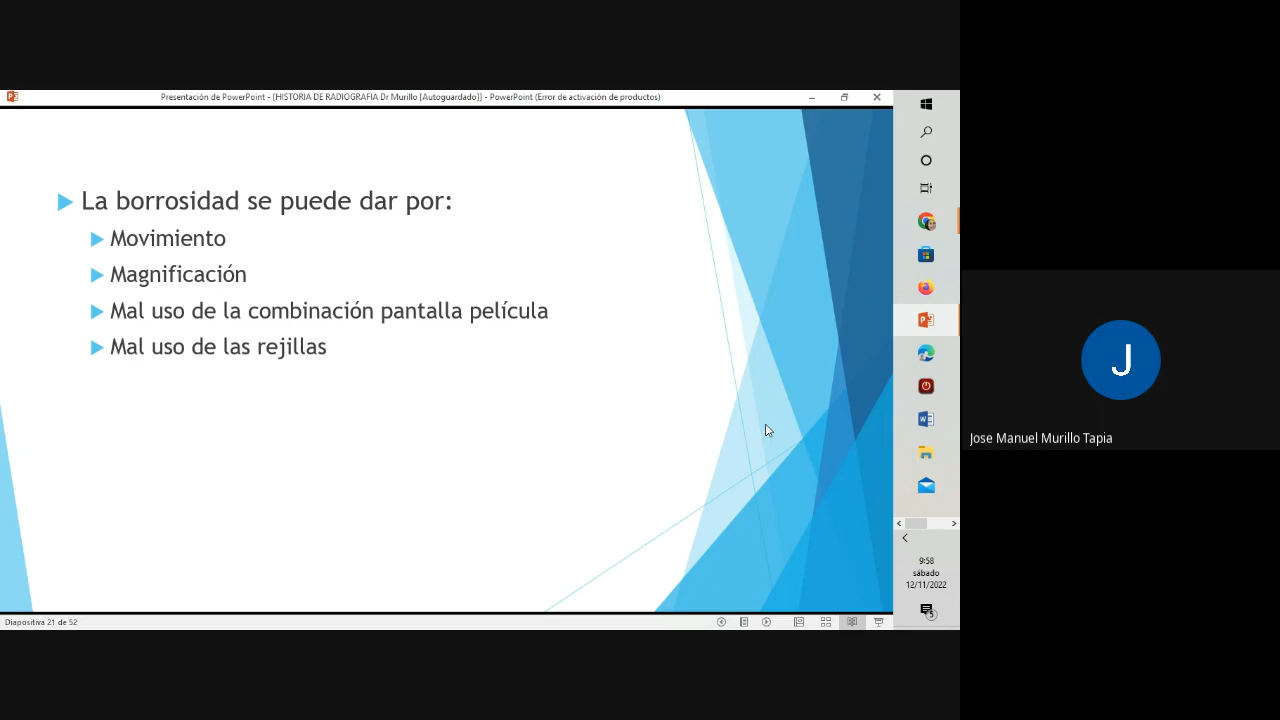 Presentación de PowerPoint - [HISTORIA DE RADIOGRAFIA Dr Murillo [Autoguardado]] - PowerPoint (Error de activación de productos)
La borrosidad se puede dar por:
Movimiento
Magnificación
Mal uso de la combinación pantalla película
Mal uso de las rejillas
J
Jose Manuel Murillo Tapia
9:58
sábado
12/11/2022
5
Diapositiva 21 de 52